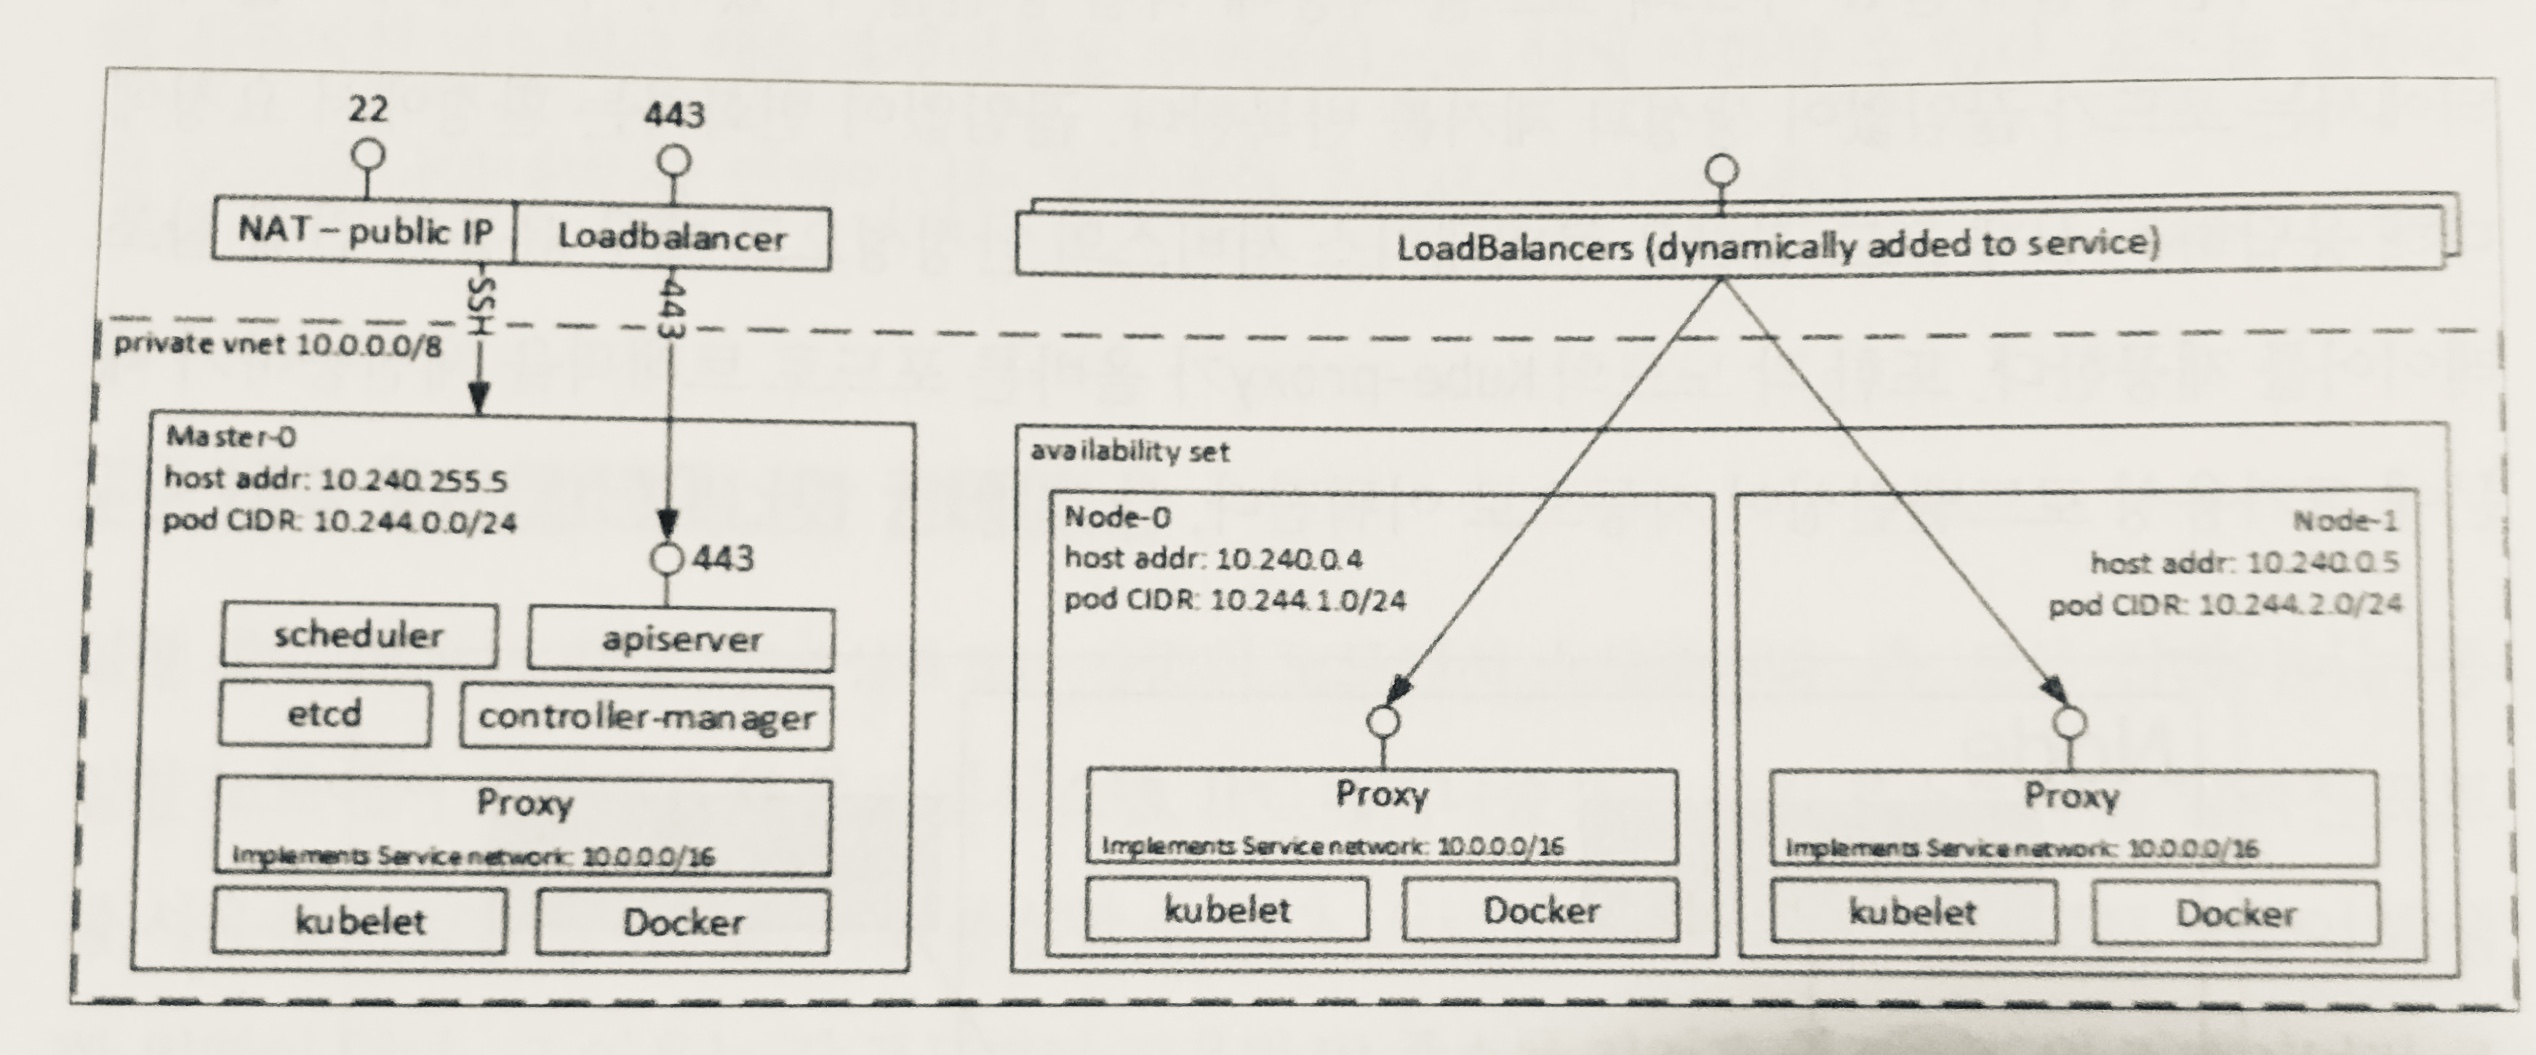 22
443
NAT – public IP
Loadbalancer
LoadBalancers (dynamically added to service)
SSH
443
private vnet 10.0.0.0/8
Master-0
host addr: 10.240.255.5
pod CIDR: 10.244.0.0/24
443
scheduler
apiserver
etcd
controller-manager
Proxy
Implements Service network: 10.0.0.0/16
kubelet
Docker
availability set
Node-0
host addr: 10.240.0.4
pod CIDR: 10.244.1.0/24
Proxy
Implements Service network: 10.0.0.0/16
kubelet
Docker
Node-1
host addr: 10.240.0.5
pod CIDR: 10.244.2.0/24
Proxy
Implements Service network: 10.0.0.0/16
kubelet
Docker